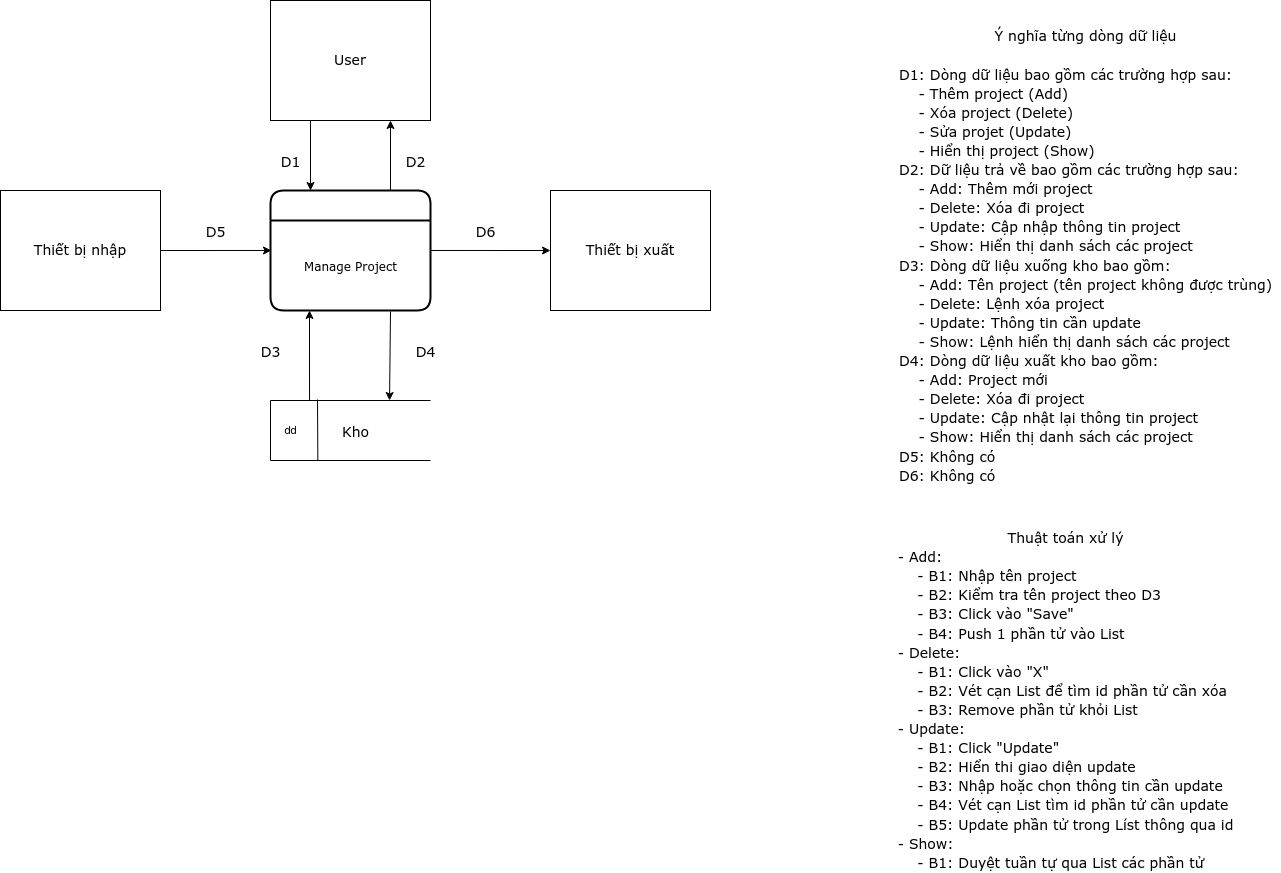 User
D1
D2
Thiết bị nhập
D5
Manage Project
D6
Thiết bị xuất
D3
D4
dd
Kho
Ý nghĩa từng dòng dữ liệu
D1: Dòng dữ liệu bao gồm các trường hợp sau:
- Thêm project (Add)
- Xóa project (Delete)
- Sửa projet (Update)
- Hiển thị project (Show)
D2: Dữ liệu trả về bao gồm các trường hợp sau:
- Add: Thêm mới project
- Delete: Xóa đi project
- Update: Cập nhập thông tin project
- Show: Hiển thị danh sách các project
D3: Dòng dữ liệu xuống kho bao gồm:
- Add: Tên project (tên project không được trùng)
- Delete: Lệnh xóa project
- Update: Thông tin cần update
- Show: Lệnh hiển thị danh sách các project
D4: Dòng dữ liệu xuất kho bao gồm:
- Add: Project mới
- Delete: Xóa đi project
- Update: Cập nhật lại thông tin project
- Show: Hiển thị danh sách các project
D5: Không có
D6: Không có
Thuật toán xử lý
- Add:
- B1: Nhập tên project
- B2: Kiểm tra tên project theo D3
- B3: Click vào "Save"
- B4: Push 1 phần tử vào List
- Delete:
- B1: Click vào "X"
- B2: Vét cạn List để tìm id phần tử cần xóa
- B3: Remove phần tử khỏi List
- Update:
- B1: Click "Update"
- B2: Hiển thi giao diện update
- B3: Nhập hoặc chọn thông tin cần update
- B4: Vét cạn List tìm id phần tử cần update
- B5: Update phần tử trong Líst thông qua id
- Show:
- B1: Duyệt tuần tự qua List các phần tử